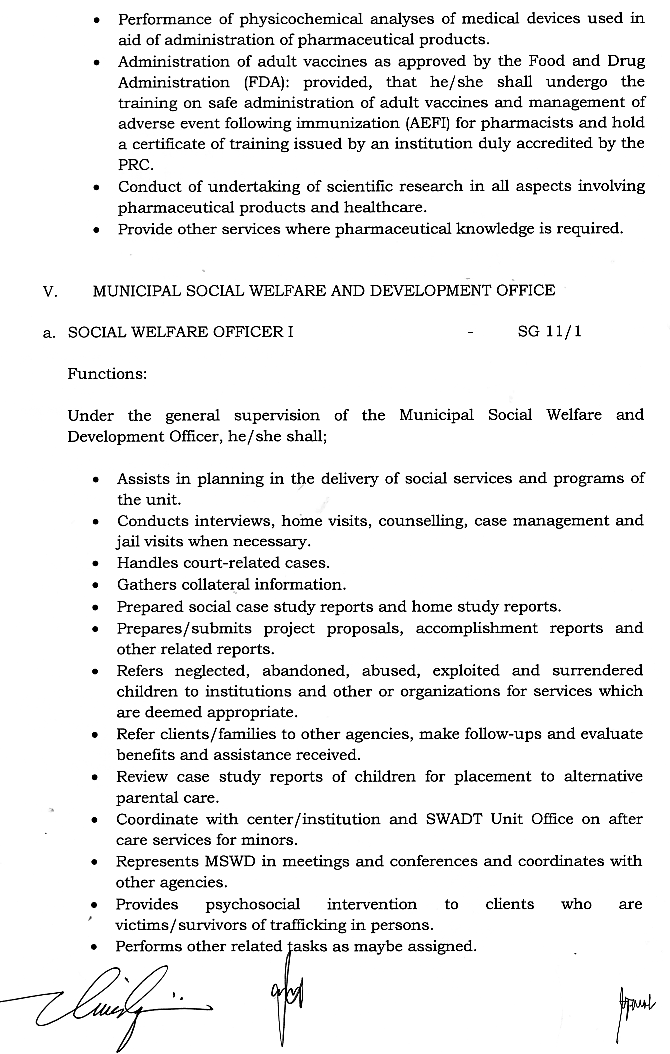 • Performance of physicochemical analyses of medical devices used in
aid of administration of pharmaceutical products.
• Administration of adult vaccines as approved by the Food and Drug
Administration (FDA): provided, that he/she shall undergo the
training on safe administration of adult vaccines and management of
adverse event following immunization (AEFI) for pharmacists and hold
a certificate of training issued by an institution duly accredited by the
PRC.
• Conduct of undertaking of scientific research in all aspects involving
pharmaceutical products and healthcare.
• Provide other services where pharmaceutical knowledge is required.
V. MUNICIPAL SOCIAL WELFARE AND DEVELOPMENT OFFICE
a. SOCIAL WELFARE OFFICER I - SG 11/1
Functions:
Under the general supervision of the Municipal Social Welfare and
Development Officer, he/she shall;
• Assists in planning in the delivery of social services and programs of
the unit.
• Conducts interviews, home visits, counselling, case management and
jail visits when necessary.
• Handles court-related cases.
• Gathers collateral information.
• Prepared social case study reports and home study reports.
• Prepares/submits project proposals, accomplishment reports and
other related reports.
• Refers neglected, abandoned, abused, exploited and surrendered
children to institutions and other or organizations for services which
are deemed appropriate.
• Refer clients/families to other agencies, make follow-ups and evaluate
benefits and assistance received.
• Review case study reports of children for placement to alternative
parental care.
• Coordinate with center/institution and SWADT Unit Office on after
care services for minors.
• Represents MSWD in meetings and conferences and coordinates with
other agencies.
• Provides psychosocial intervention to clients who are
victims/survivors of trafficking in persons.
• Performs other related tasks as maybe assigned.